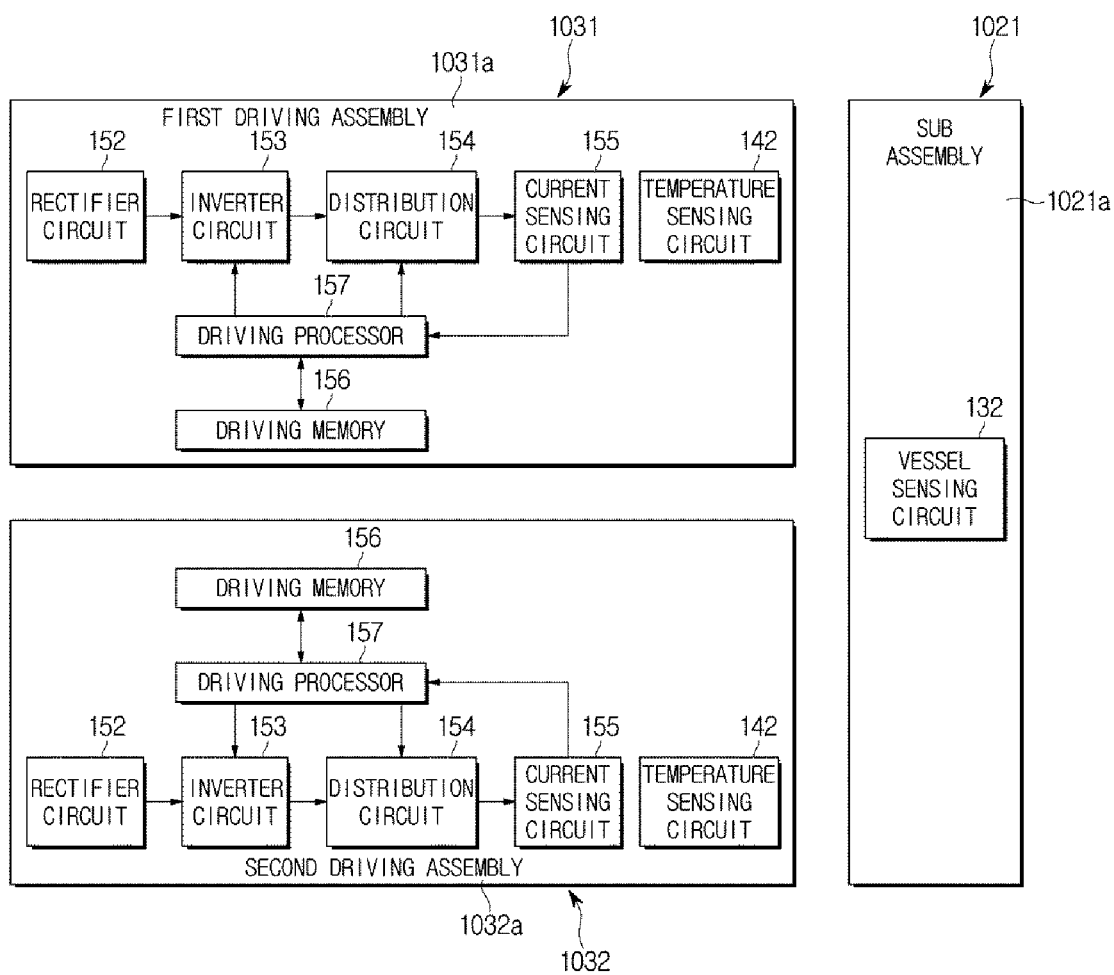 1031
1021
1031a
FIRST DRIVING ASSEMBLY
152
153
154
155
142
RECTIFIER
CIRCUIT
INVERTER
CIRCUIT
DISTRIBUTION
CIRCUIT
CURRENT
SENSING
CIRCUIT
TEMPERATURE
SENSING
CIRCUIT
157
DRIVING PROCESSOR
156
DRIVING MEMORY
SUB
ASSEMBLY
1021a
132
VESSEL
SENSING
CIRCUIT
156
DRIVING MEMORY
157
DRIVING PROCESSOR
152
153
154
155
142
RECTIFIER
CIRCUIT
INVERTER
CIRCUIT
DISTRIBUTION
CIRCUIT
CURRENT
SENSING
CIRCUIT
TEMPERATURE
SENSING
CIRCUIT
SECOND DRIVING ASSEMBLY
1032a
1032